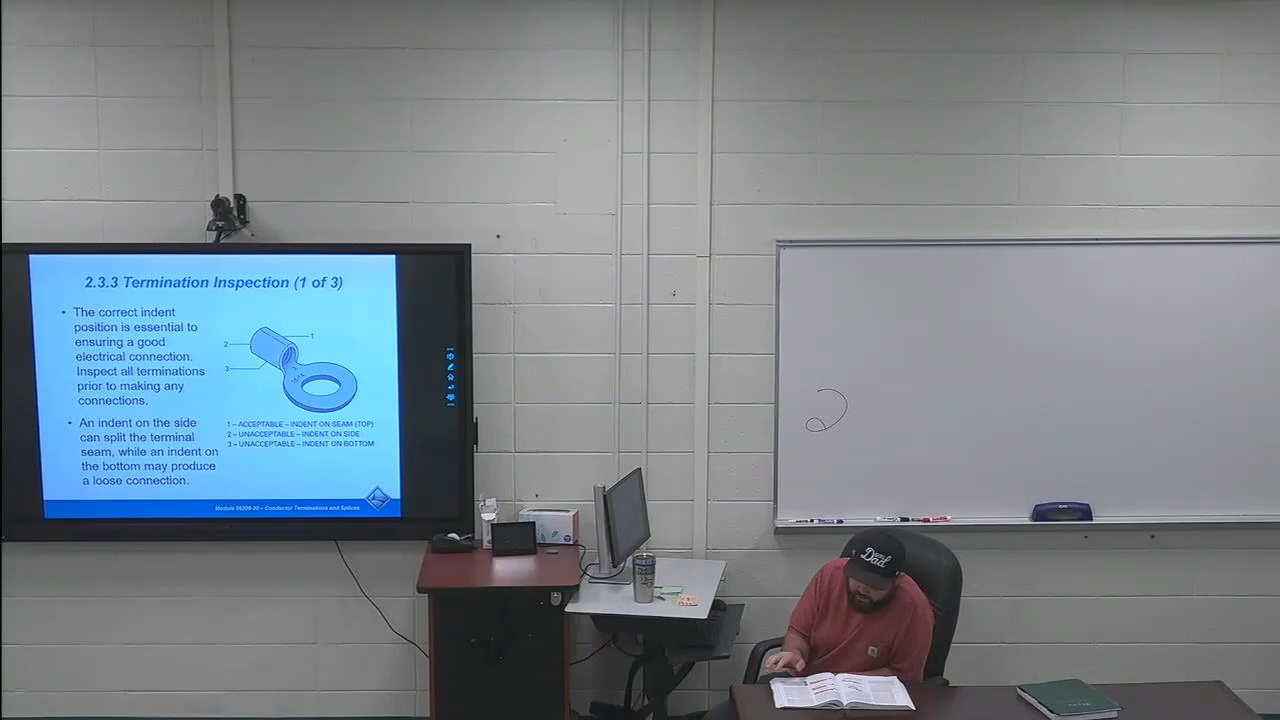 2.3.3 Termination Inspection (1 of 3)
• The correct indent
position is essential to
ensuring a good
electrical connection.
Inspect all terminations
prior to making any
connections.
• An indent on the side
can split the terminal
seam, while an indent on
the bottom may produce
a loose connection.
1
2
3
1 – ACCEPTABLE – INDENT ON SEAM (TOP)
2 – UNACCEPTABLE – INDENT ON SIDE
3 – UNACCEPTABLE – INDENT ON BOTTOM
Conductor Terminations and Splices
2
Dad